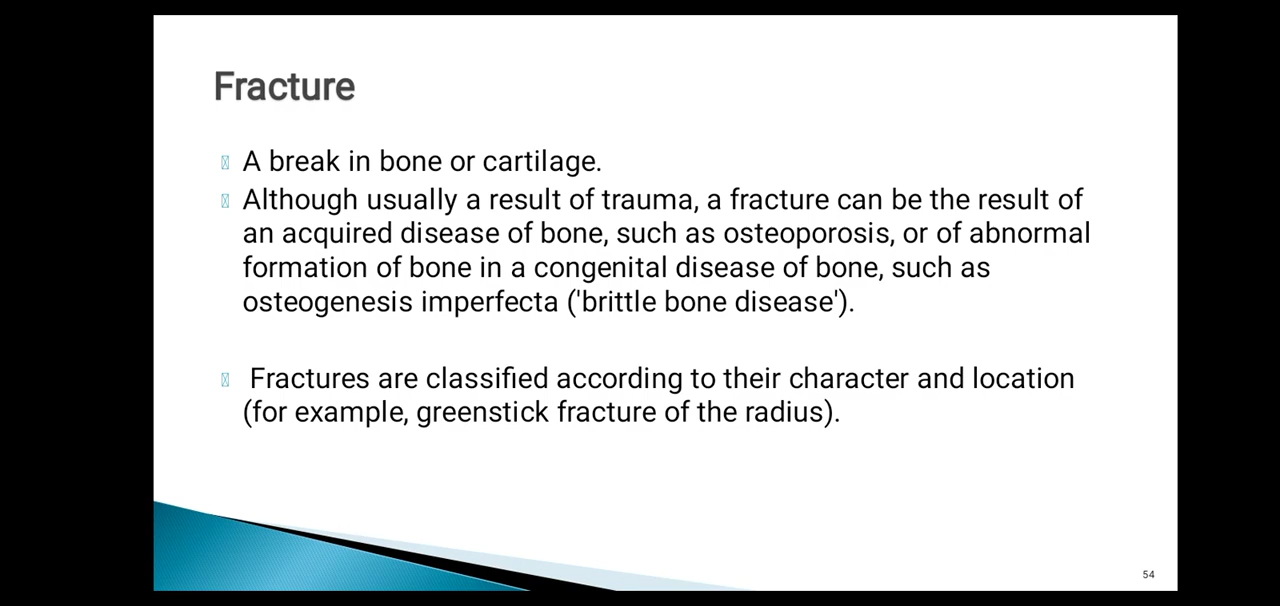 Fracture
A break in bone or cartilage.
Although usually a result of trauma, a fracture can be the result of
an acquired disease of bone, such as osteoporosis, or of abnormal
formation of bone in a congenital disease of bone, such as
osteogenesis imperfecta ('brittle bone disease').
Fractures are classified according to their character and location
(for example, greenstick fracture of the radius).
54